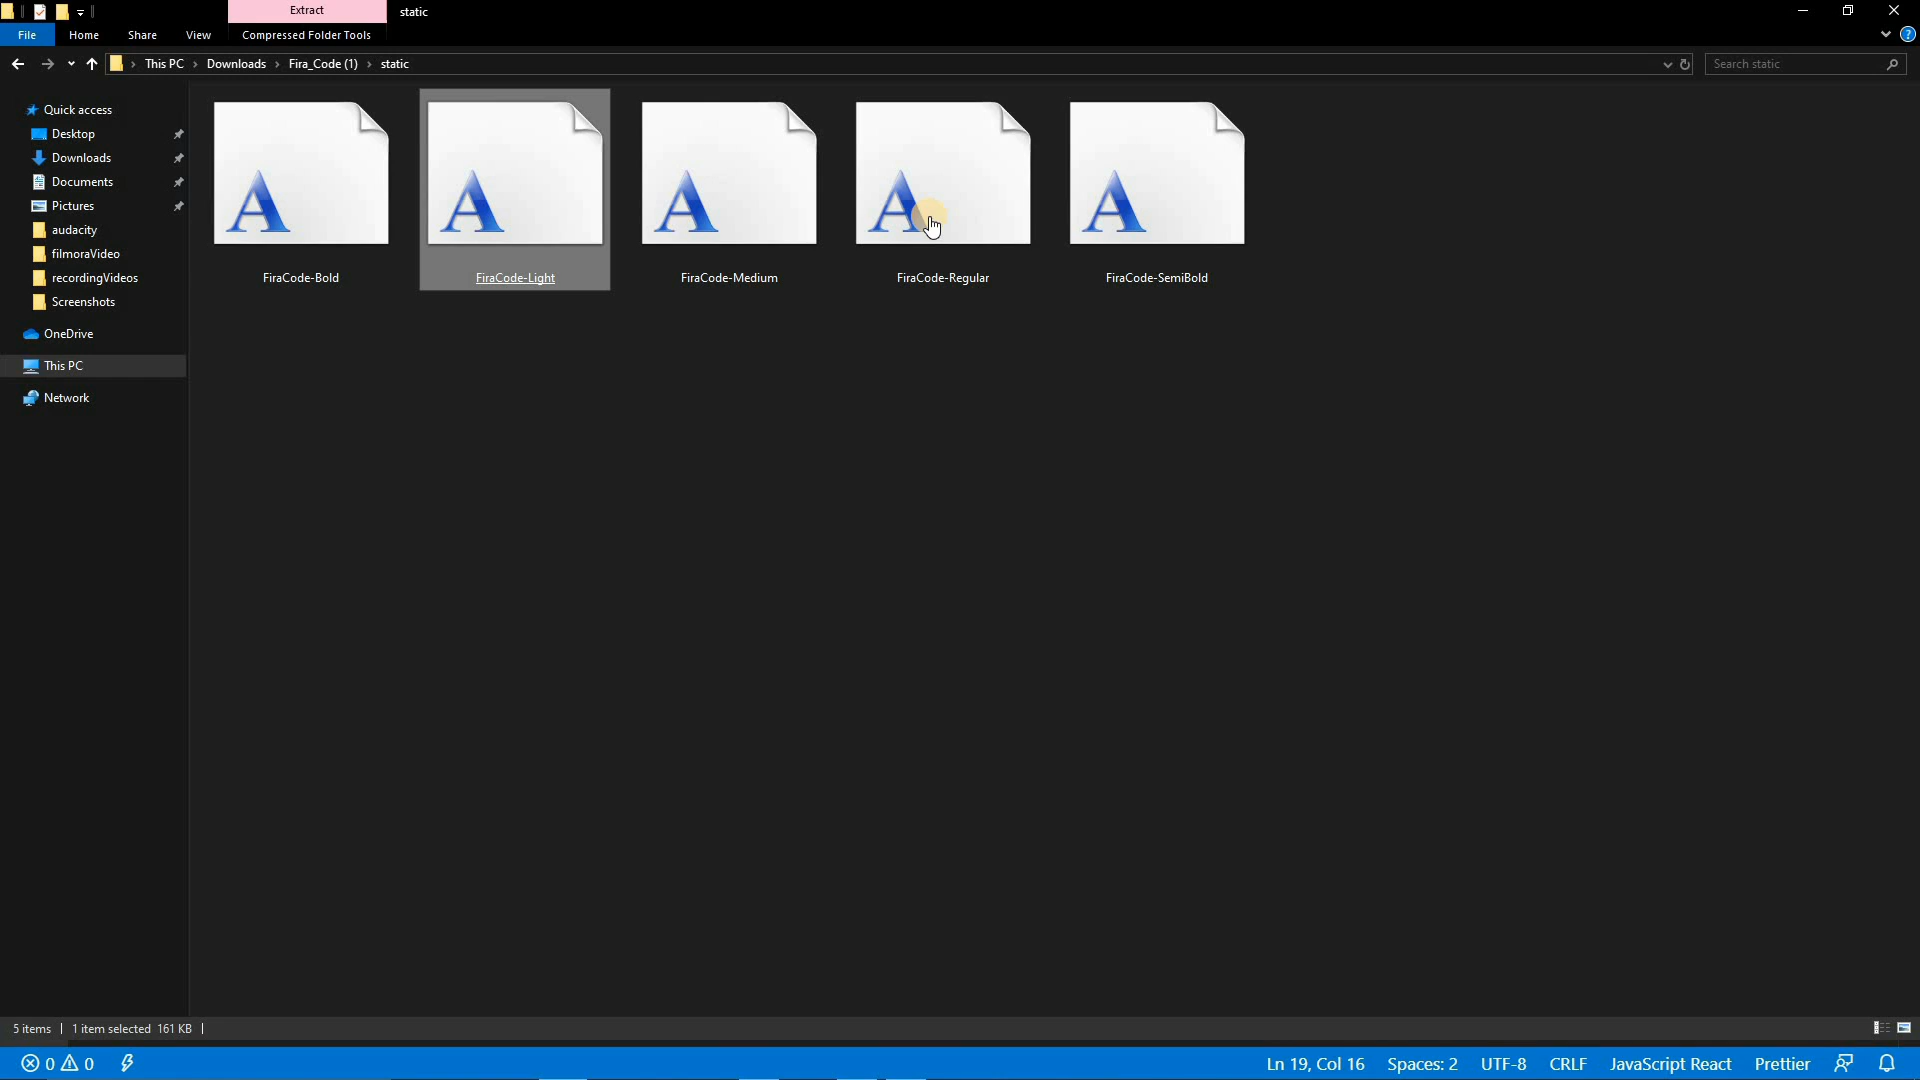 Extract
static
File
Home
Share
View
Compressed Folder Tools
This PC
Downloads
Fira_Code (1)
static
Search static
Quick access
Desktop
Downloads
Documents
Pictures
audacity
filmoraVideo
recordingVideos
Screenshots
OneDrive
This PC
Network
FiraCode-Bold
FiraCode-Light
FiraCode-Medium
FiraCode-Regular
FiraCode-SemiBold
5 items
1 item selected 161 KB
0
0
Ln 19, Col 16
Spaces: 2
UTF-8
CRLF
JavaScript React
Prettier